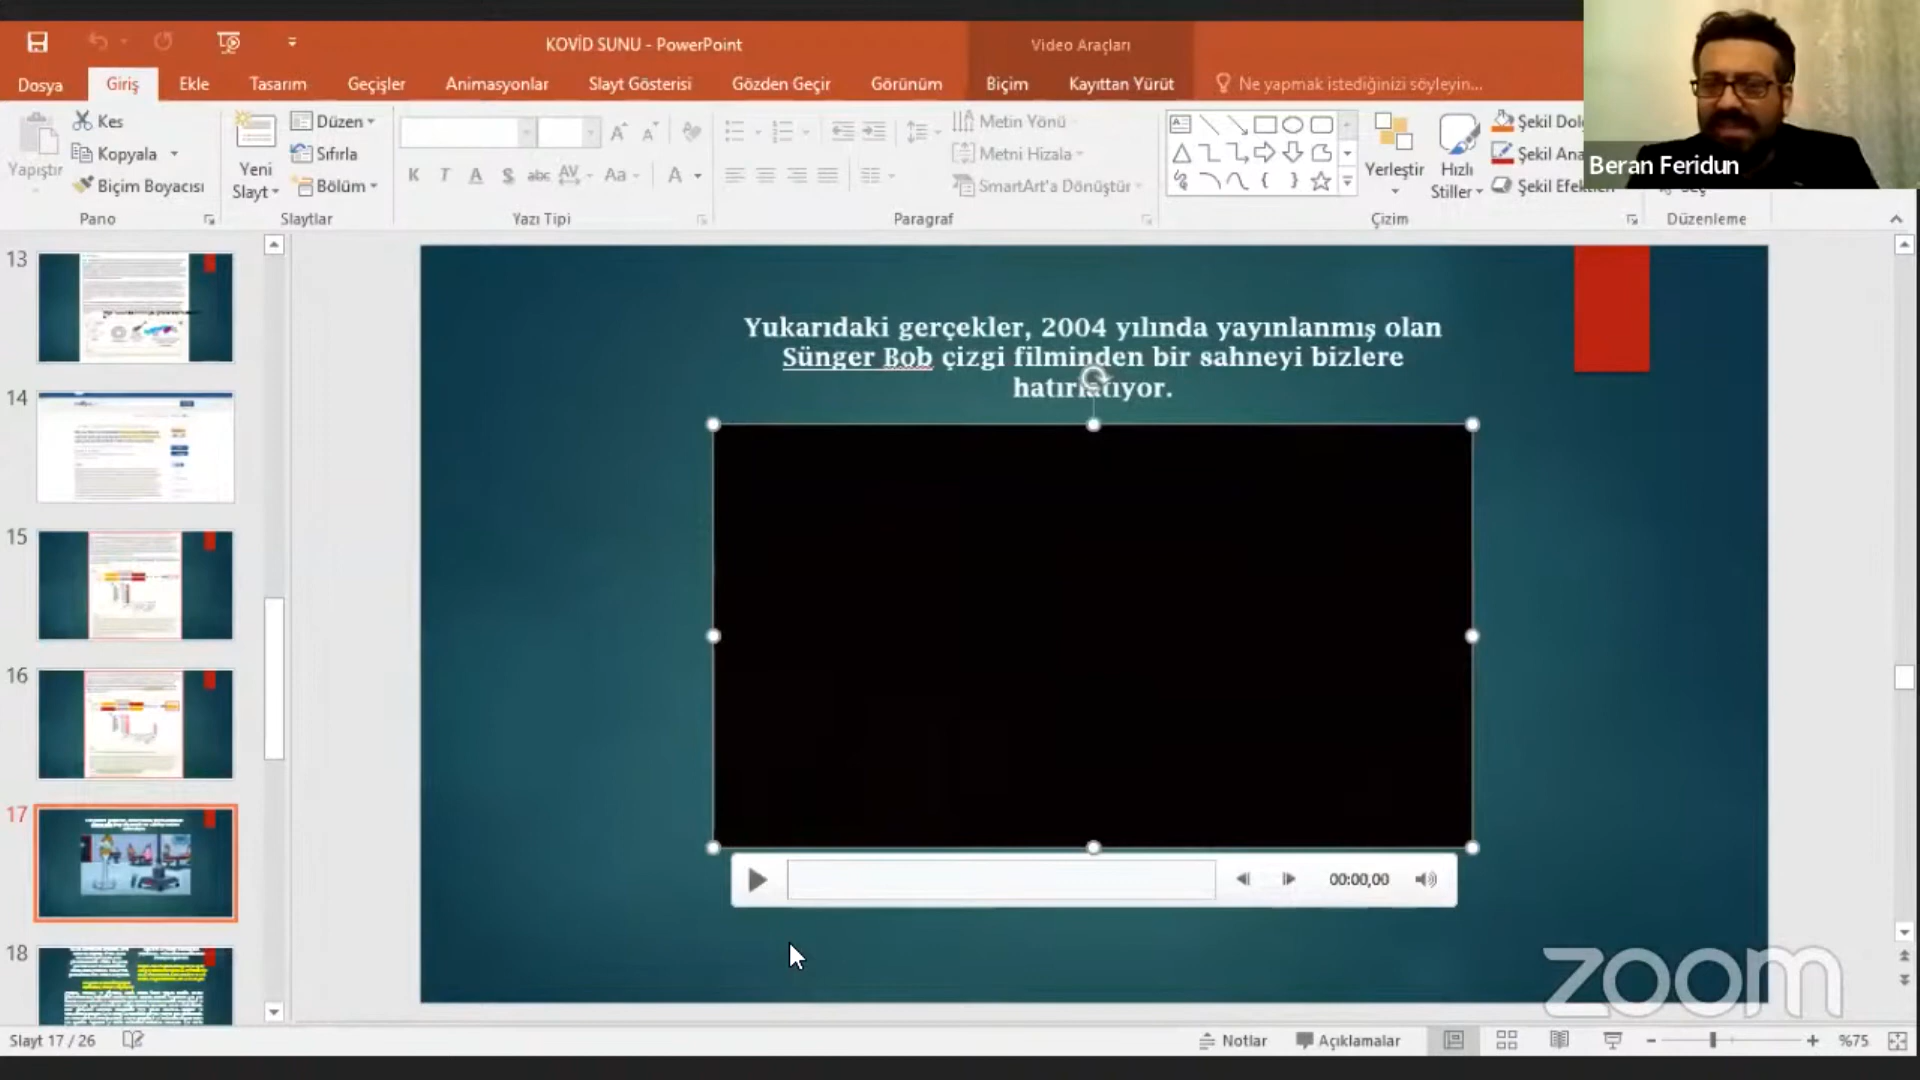 KOVİD SUNU - PowerPoint
Video Araçları
Dosya Giriş Ekle Tasarım Geçişler Animasyonlar Slayt Gösterisi Gözden Geçir Görünüm Biçim Kayıttan Yürüt Ne yapmak istediğinizi söyleyin...
Yapıştır
Kes
Kopyala
Biçim Boyacısı
Pano
Yeni
Slayt
Düzen
Sıfırla
Bölüm
Slaytlar
K T A S abc AV Aa A
Yazı Tipi
Metin Yönü
Metni Hizala
SmartArt'a Dönüştür
Paragraf
Yerleştir
Hızlı
Stiller
Şekil
Şekil
Şekil
Çizim
Düzenleme
Beran Feridun
13
14
15
16
17
18
Yukarıdaki gerçekler, 2004 yılında yayınlanmış olan
Sünger Bob çizgi filminden bir sahneyi bizlere
hatırlatıyor.
00:00,00
zoom
Slayt 17 / 26
Notlar
Açıklamalar
%75